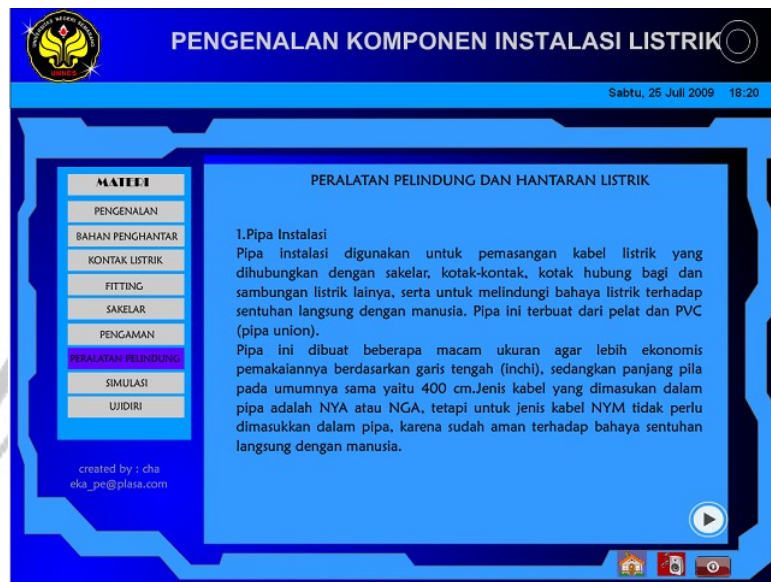 UNIVERSITAS NEGERI SEMARANG
UNNES
PENGENALAN KOMPONEN INSTALASI LISTRIK
Sabtu, 25 Juli 2009 18:20
MATERI
PENGENALAN
BAHAN PENGHANTAR
KONTAK LISTRIK
FITTING
SAKELAR
PENGAMAN
PERALATAN PELINDUNG
SIMULASI
UJIDIRI
created by : cha
eka_pe@plasa.com
PERALATAN PELINDUNG DAN HANTARAN LISTRIK
1.Pipa Instalasi
Pipa instalasi digunakan untuk pemasangan kabel listrik yang
dihubungkan dengan sakelar, kotak-kontak, kotak hubung bagi dan
sambungan listrik lainya, serta untuk melindungi bahaya listrik terhadap
sentuhan langsung dengan manusia. Pipa ini terbuat dari pelat dan PVC
(pipa union).
Pipa ini dibuat beberapa macam ukuran agar lebih ekonomis
pemakaiannya berdasarkan garis tengah (inchi), sedangkan panjang pila
pada umumnya sama yaitu 400 cm.Jenis kabel yang dimasukan dalam
pipa adalah NYA atau NGA, tetapi untuk jenis kabel NYM tidak perlu
dimasukkan dalam pipa, karena sudah aman terhadap bahaya sentuhan
langsung dengan manusia.